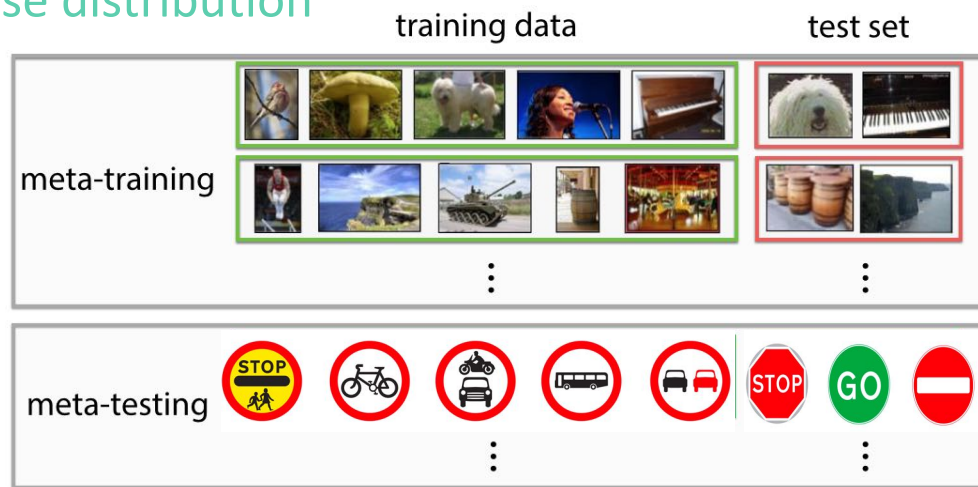 se distribution
training data
test set
meta-training
meta-testing
STOP
STOP
GO